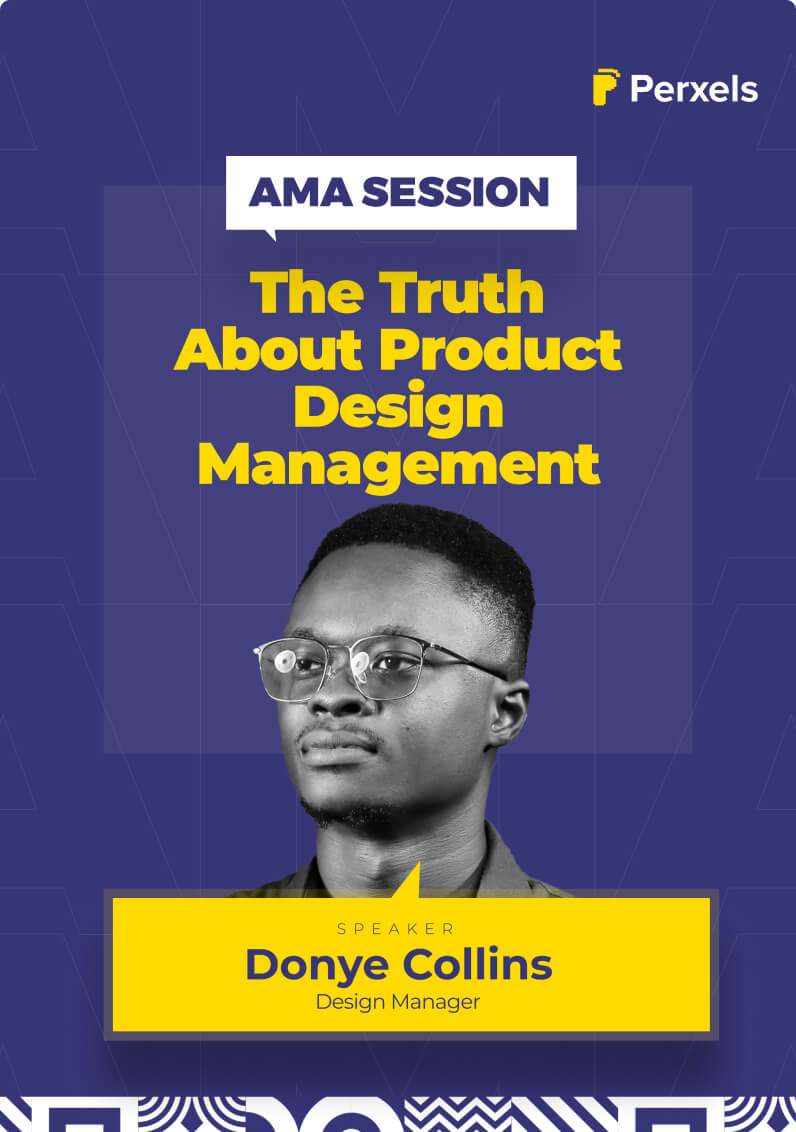 Perxels
AMA SESSION
The Truth
About Product
Design
Management
SPEAKER
Donye Collins
Design Manager